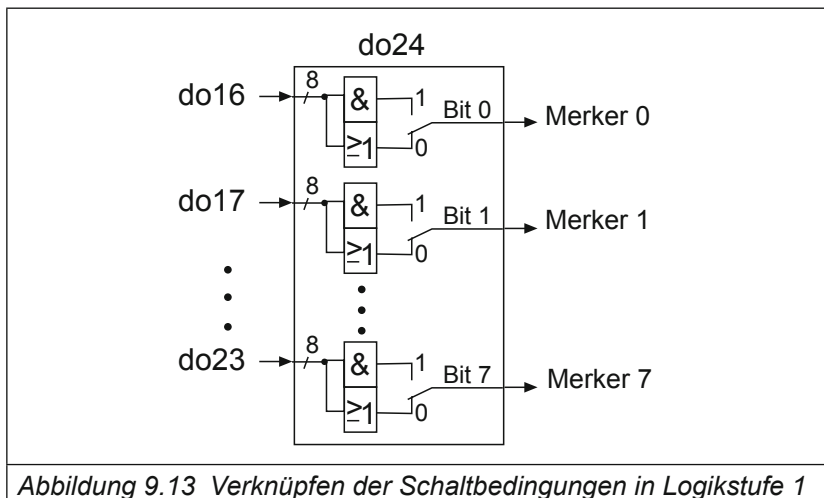 do24
do16
8
&
1
≥1
0
Bit 0
Merker 0
do17
8
&
1
≥1
0
Bit 1
Merker 1
do23
8
&
1
≥1
0
Bit 7
Merker 7
Abbildung 9.13 Verknüpfen der Schaltbedingungen in Logikstufe 1